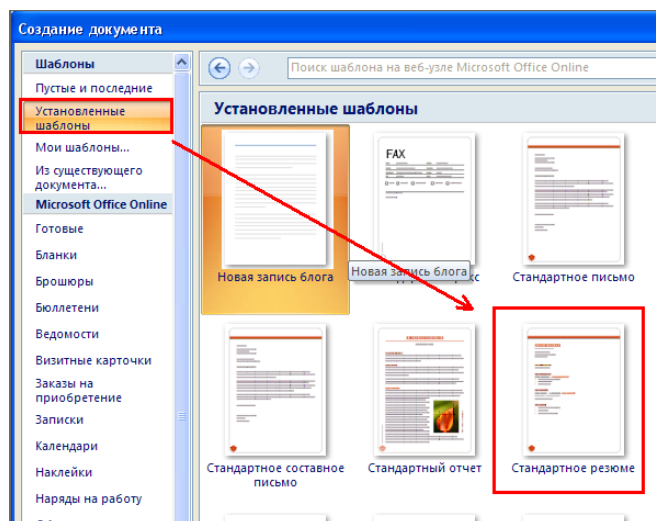 Создание документа
Шаблоны
Пустые и последние
Установленные
шаблоны
Мои шаблоны...
Из существующего
документа...
Microsoft Office Online
Готовые
Бланки
Брошюры
Бюллетени
Ведомости
Визитные карточки
Заказы на
приобретение
Записки
Календари
Наклейки
Наряды на работу
Поиск шаблона на веб-узле Microsoft Office Online
Установленные шаблоны
FAX
Новая запись блога
Новая запись блога
Стандартное письмо
Стандартное составное
письмо
Стандартный отчет
Стандартное резюме